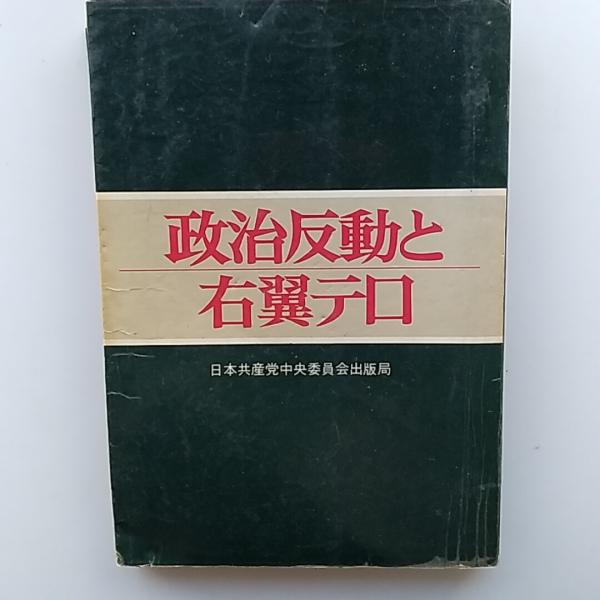 政治反動と
右翼テロ
日本共産党中央委員会出版局